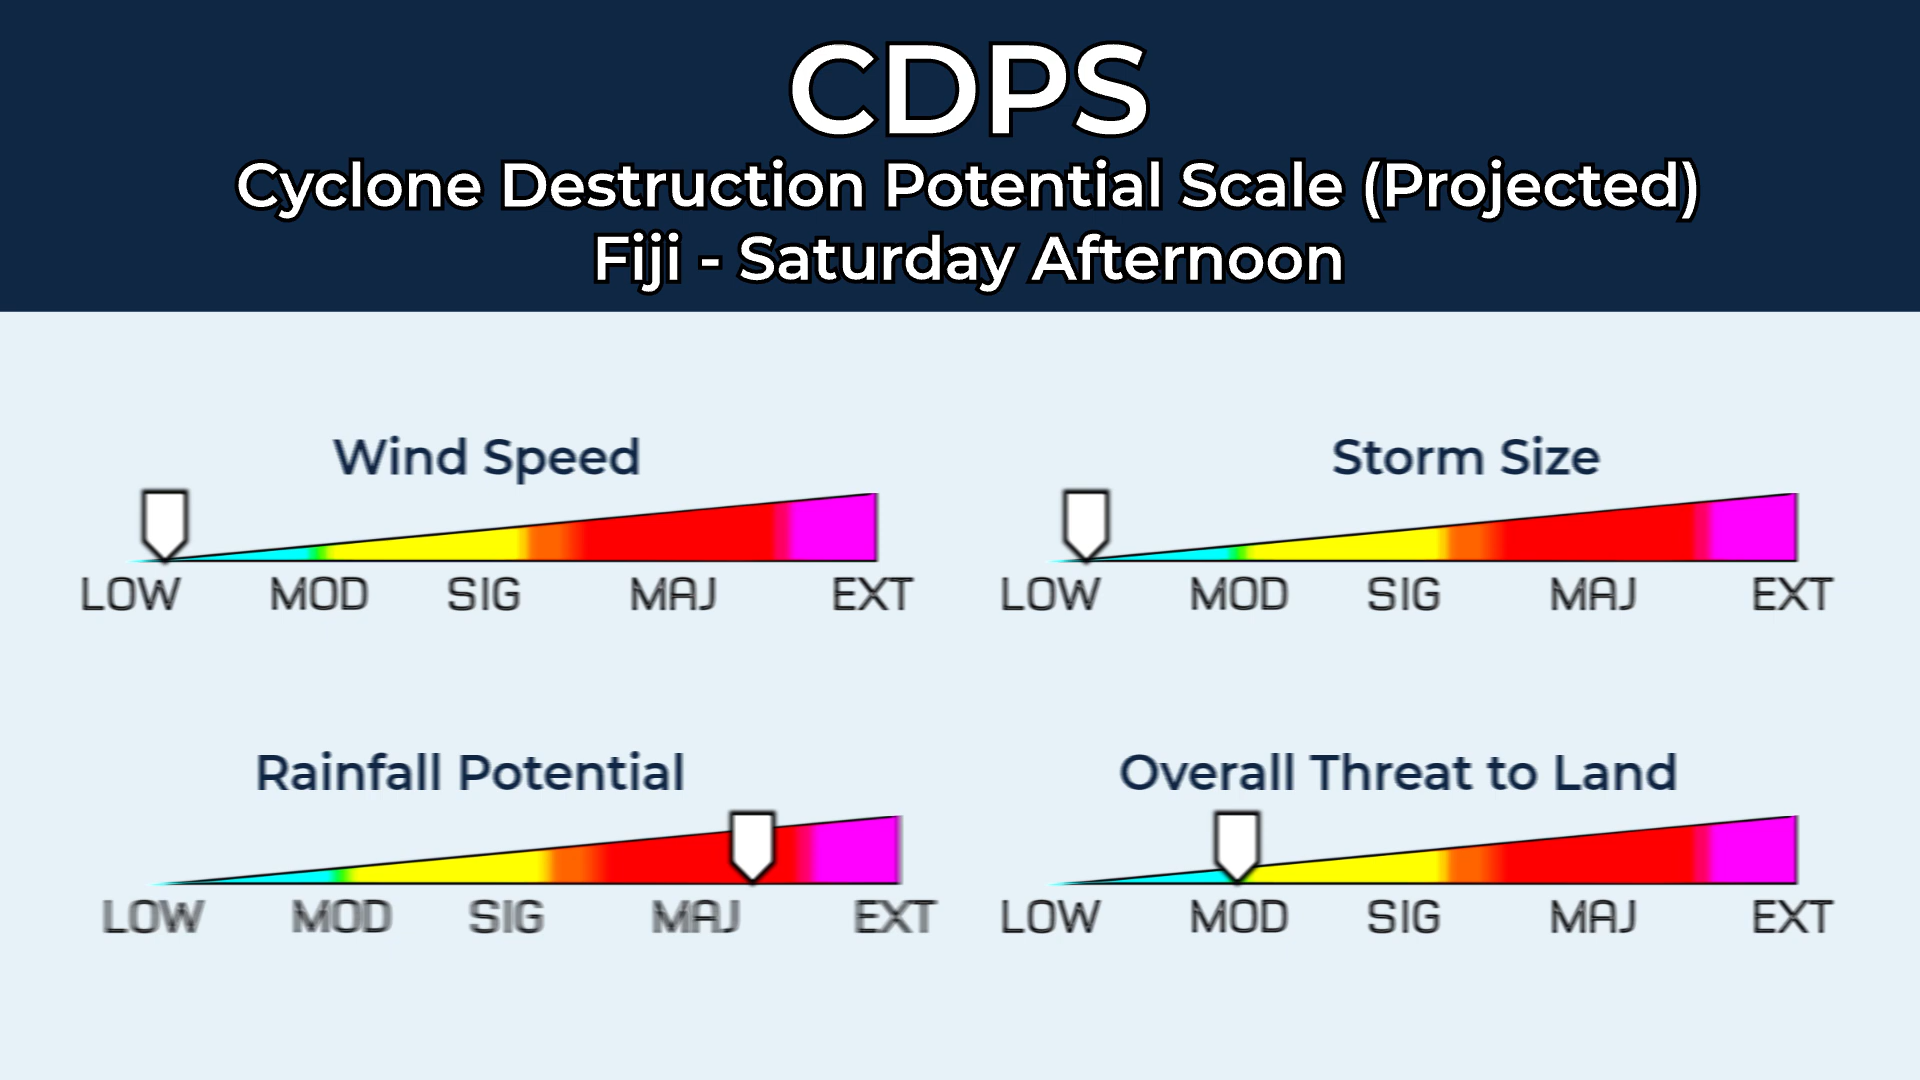 CDPS
Cyclone Destruction Potential Scale (Projected)
Fiji - Saturday Afternoon
Wind Speed
LOW MOD SIG MAJ EXT
Storm Size
LOW MOD SIG MAJ EXT
Rainfall Potential
LOW MOD SIG MAJ EXT
Overall Threat to Land
LOW MOD SIG MAJ EXT